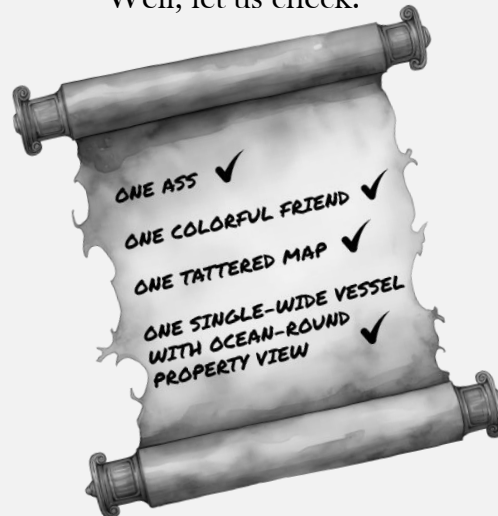 Well, let us check.
ONE ASS ✓
ONE COLORFUL FRIEND ✓
ONE TATTERED MAP ✓
ONE SINGLE-WIDE VESSEL
WITH OCEAN-ROUND ✓
PROPERTY VIEW